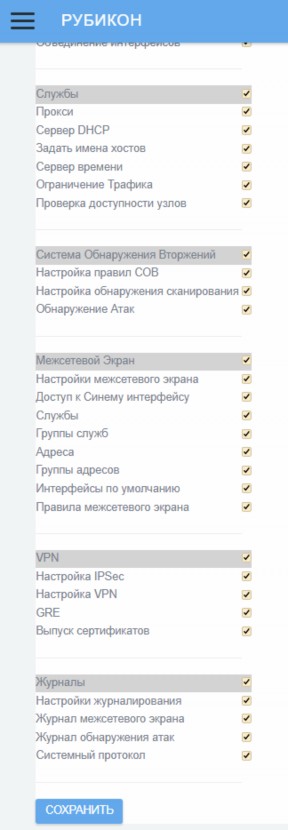 РУБИКОН
Объединение интерфейсов
Службы
Прокси
Сервер DHCP
Задать имена хостов
Сервер времени
Ограничение Трафика
Проверка доступности узлов
Система Обнаружения Вторжений
Настройка правил СОВ
Настройка обнаружения сканирования
Обнаружение Атак
Межсетевой Экран
Настройки межсетевого экрана
Доступ к Синему интерфейсу
Службы
Группы служб
Адреса
Группы адресов
Интерфейсы по умолчанию
Правила межсетевого экрана
VPN
Настройка IPSec
Настройка VPN
GRE
Выпуск сертификатов
Журналы
Настройки журналирования
Журнал межсетевого экрана
Журнал обнаружения атак
Системный протокол
СОХРАНИТЬ